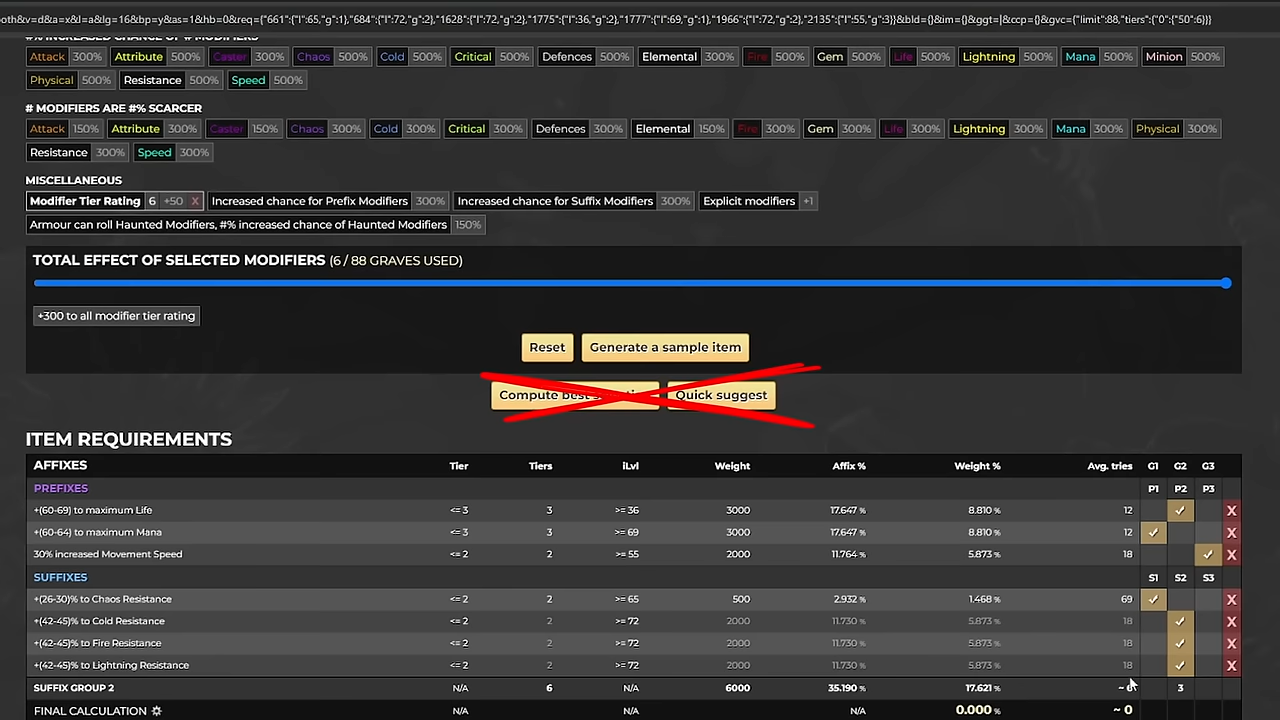 oth&v=d&a=x&l=a&lg=16&bp=y&as=1&hb=0&req={"661":{"l":65,"g":1},"684":{"l":72,"g":2},"1628":{"l":72,"g":2},"1775":{"l":36,"g":2},"1777":{"l":69,"g":1},"1966":{"l":72,"g":2},"2135":{"l":55,"g":3}}&bld={}&im={}&ggt=|&ccp={}&gvc={"limit":88,"tiers":{"0":{"50":6}}}
#% INCREASED CHANCE OF # MODIFIERS
Attack 300% Attribute 500% Caster 300% Chaos 500% Cold 500% Critical 500% Defences 500% Elemental 300% Fire 500% Gem 500% Life 500% Lightning 500% Mana 500% Minion 500%
Physical 500% Resistance 500% Speed 500%
# MODIFIERS ARE #% SCARCER
Attack 150% Attribute 300% Caster 150% Chaos 300% Cold 300% Critical 300% Defences 300% Elemental 150% Fire 300% Gem 300% Life 300% Lightning 300% Mana 300% Physical 300%
Resistance 300% Speed 300%
MISCELLANEOUS
Modifier Tier Rating 6 +50 X Increased chance for Prefix Modifiers 300% Increased chance for Suffix Modifiers 300% Explicit modifiers +1
Armour can roll Haunted Modifiers, #% increased chance of Haunted Modifiers 150%
TOTAL EFFECT OF SELECTED MODIFIERS (6 / 88 GRAVES USED)
+300 to all modifier tier rating
Reset Generate a sample item
Compute best Quick suggest
ITEM REQUIREMENTS
AFFIXES Tier Tiers iLvl Weight Affix % Weight % Avg. tries G1 G2 G3
PREFIXES P1 P2 P3
+(60-69) to maximum Life <= 3 3 >= 36 3000 17.647 % 8.810 % 12 ✓ X
+(60-64) to maximum Mana <= 3 3 >= 69 3000 17.647 % 8.810 % 12 ✓ X
30% increased Movement Speed <= 2 2 >= 55 2000 11.764 % 5.873 % 18 ✓ X
SUFFIXES S1 S2 S3
+(26-30)% to Chaos Resistance <= 2 2 >= 65 500 2.932 % 1.468 % 69 ✓ X
+(42-45)% to Cold Resistance <= 2 2 >= 72 2000 11.730 % 5.873 % 18 ✓ X
+(42-45)% to Fire Resistance <= 2 2 >= 72 2000 11.730 % 5.873 % 18 ✓ X
+(42-45)% to Lightning Resistance <= 2 2 >= 72 2000 11.730 % 5.873 % 18 ✓ X
SUFFIX GROUP 2 N/A 6 N/A 6000 35.190 % 17.621 % ~ 6 3
FINAL CALCULATION N/A N/A N/A N/A N/A 0.000 % ~ 0